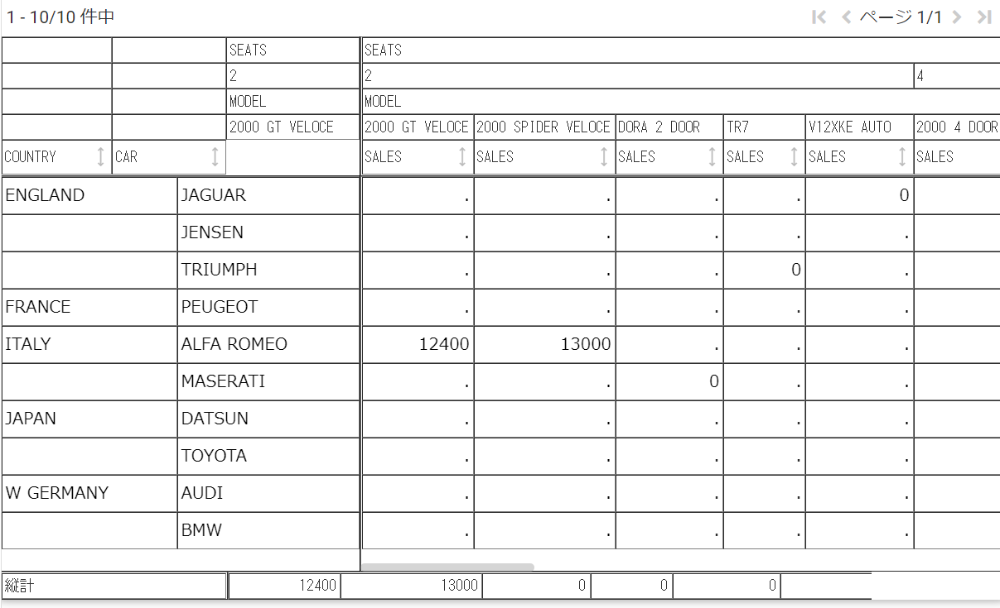 1 - 10/10 件中 ページ 1/1
SEATS SEATS
2 2 4
MODEL MODEL
2000 GT VELOCE 2000 GT VELOCE 2000 SPIDER VELOCE DORA 2 DOOR TR7 V12XKE AUTO 2000 4 DOOR
COUNTRY CAR SALES SALES SALES SALES SALES SALES
ENGLAND JAGUAR . . . . 0
JENSEN . . . . .
TRIUMPH . . . 0 .
FRANCE PEUGEOT . . . . .
ITALY ALFA ROMEO 12400 13000 . . .
MASERATI . . 0 . .
JAPAN DATSUN . . . . .
TOYOTA . . . . .
W GERMANY AUDI . . . . .
BMW . . . . .
縦計 12400 13000 0 0 0